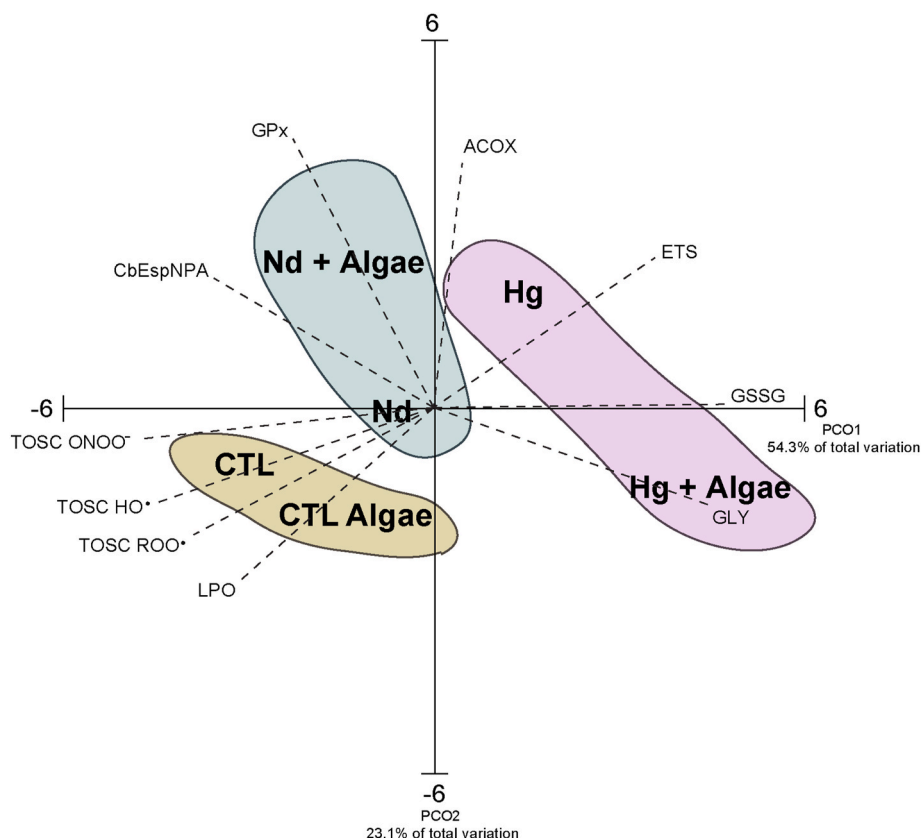 6
GPx
ACOX
CbEspNPA
Nd + Algae
ETS
Hg
GSSG
-6
Nd
6
PCO1
54.3% of total variation
TOSC ONOO⁻
CTL
Hg + Algae
TOSC HO•
CTL Algae
GLY
TOSC ROO•
LPO
-6
PCO2
23.1% of total variation